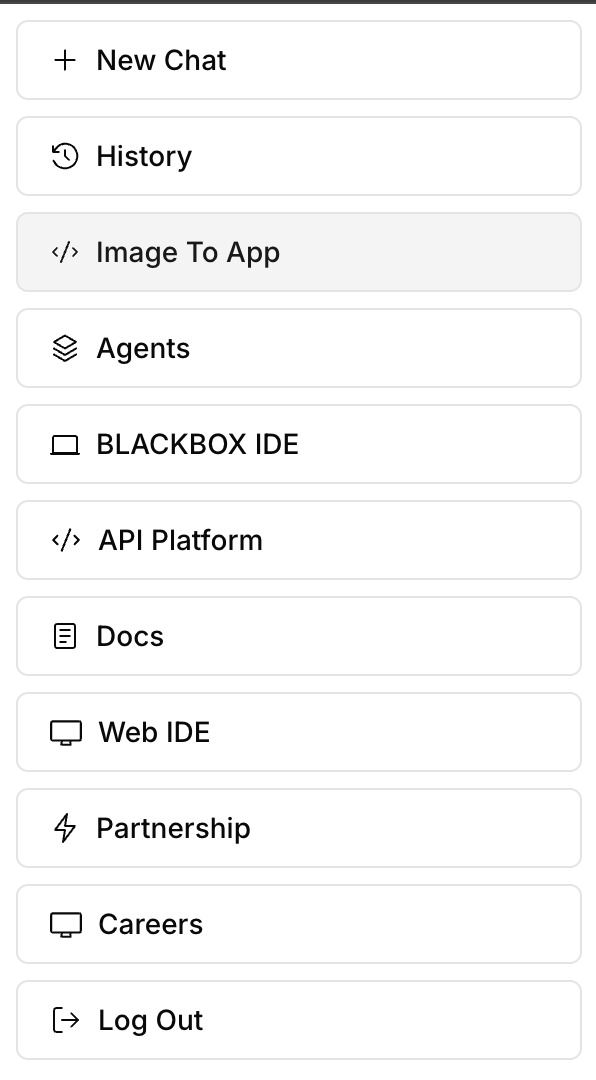 New Chat
History
Image To App
Agents
BLACKBOX IDE
API Platform
Docs
Web IDE
Partnership
Careers
Log Out